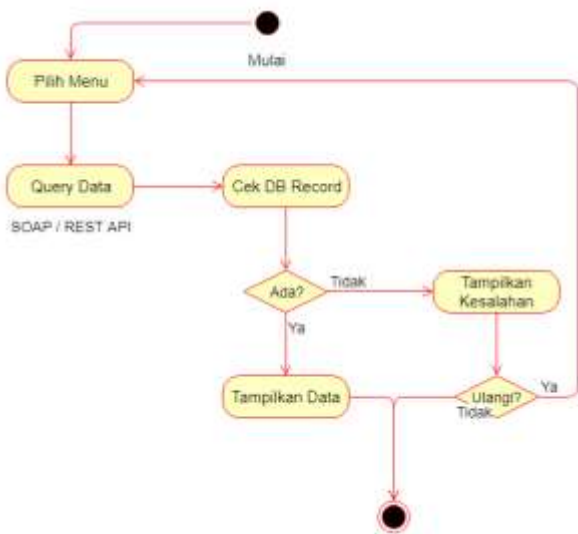 Mulai
Pilih Menu
Query Data
Cek DB Record
SOAP / REST API
Ada?
Tidak
Tampilkan
Kesalahan
Ya
Tampilkan Data
Ulangi?
Ya
Tidak